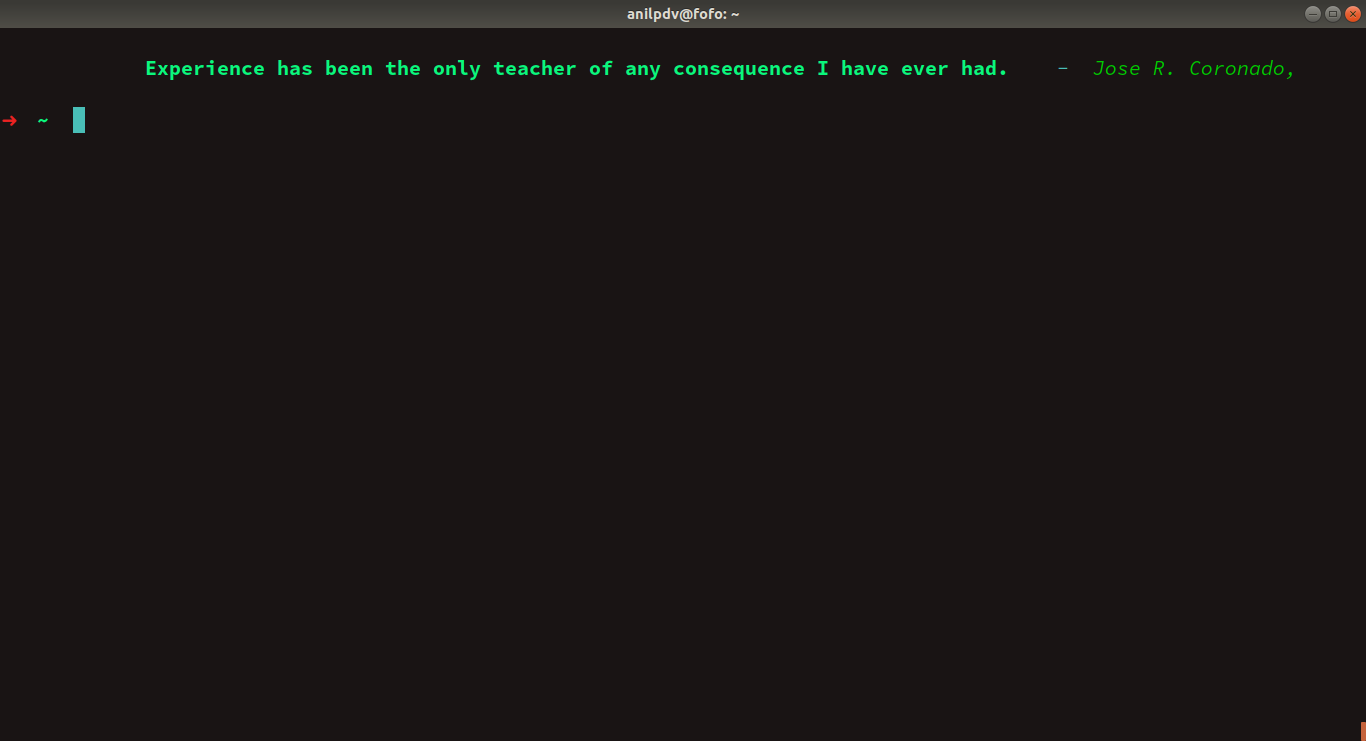 anilpdv@fofo: ~
Experience has been the only teacher of any consequence I have ever had. - Jose R. Coronado,
➜ ~